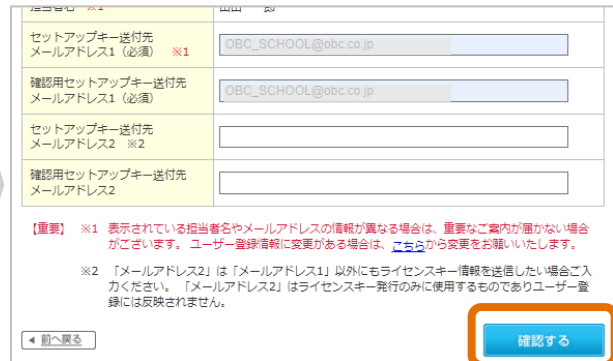 担当者名 ※1
セットアップキー送付先
メールアドレス1（必須） ※1
OBC_SCHOOL@obc.co.jp
確認用セットアップキー送付先
メールアドレス1（必須）
OBC_SCHOOL@obc.co.jp
セットアップキー送付先
メールアドレス2 ※2
確認用セットアップキー送付先
メールアドレス2
【重要】 ※1 表示されている担当者名やメールアドレスの情報が異なる場合は、重要なご案内が届かない場合
がございます。 ユーザー登録情報に変更がある場合は、こちらから変更をお願いいたします。
※2 「メールアドレス2」は「メールアドレス1」以外にもライセンスキー情報を送信したい場合ご入
力ください。 「メールアドレス2」はライセンスキー発行のみに使用するものでありユーザー登
録には反映されません。
前へ戻る
確認する